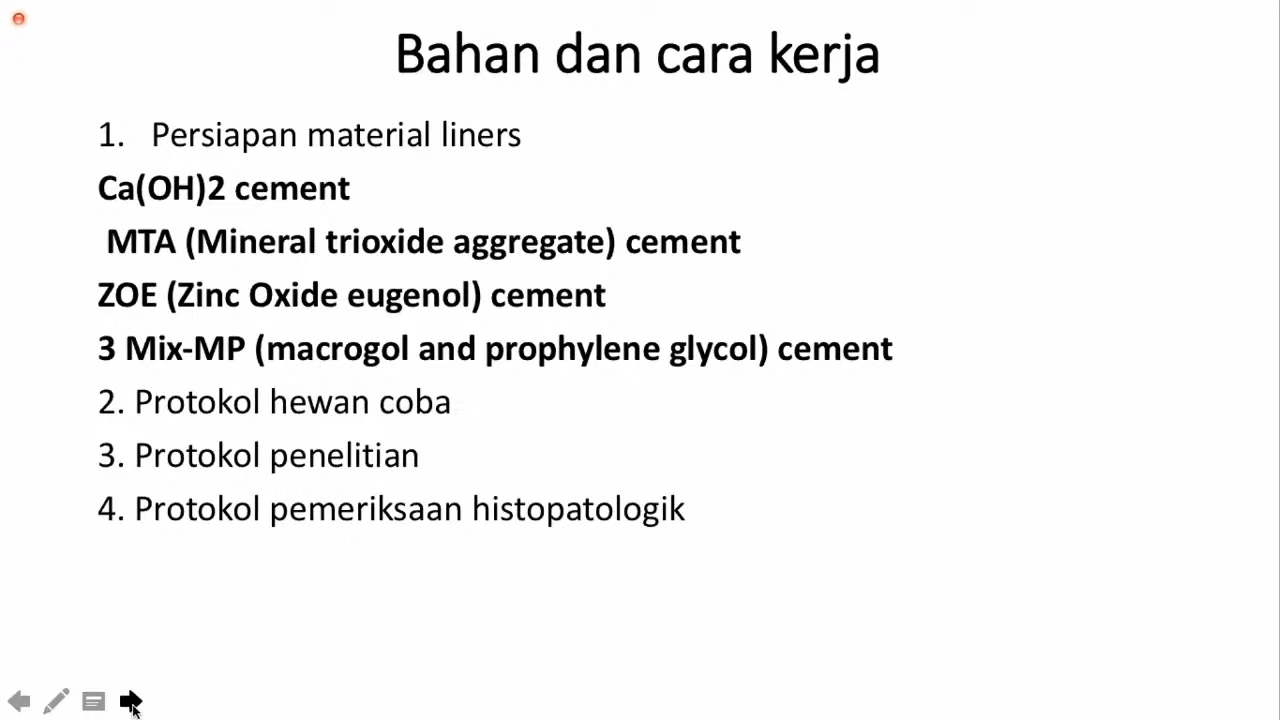 Bahan dan cara kerja
1. Persiapan material liners
Ca(OH)2 cement
MTA (Mineral trioxide aggregate) cement
ZOE (Zinc Oxide eugenol) cement
3 Mix-MP (macrogol and prophylene glycol) cement
2. Protokol hewan coba
3. Protokol penelitian
4. Protokol pemeriksaan histopatologik